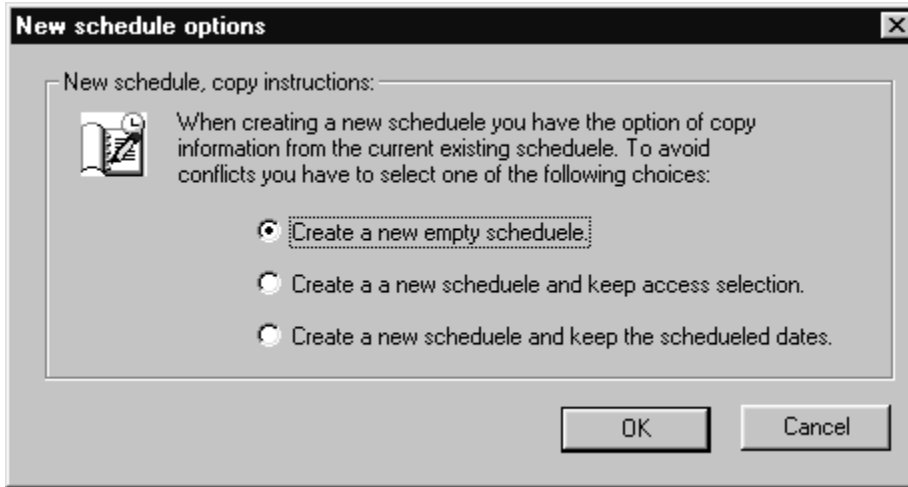 New schedule options
New schedule, copy instructions:
When creating a new scheduele you have the option of copy
information from the current existing scheduele. To avoid
conflicts you have to select one of the following choices:
Create a new empty scheduele.
Create a a new scheduele and keep access selection.
Create a new scheduele and keep the schedueled dates.
OK Cancel